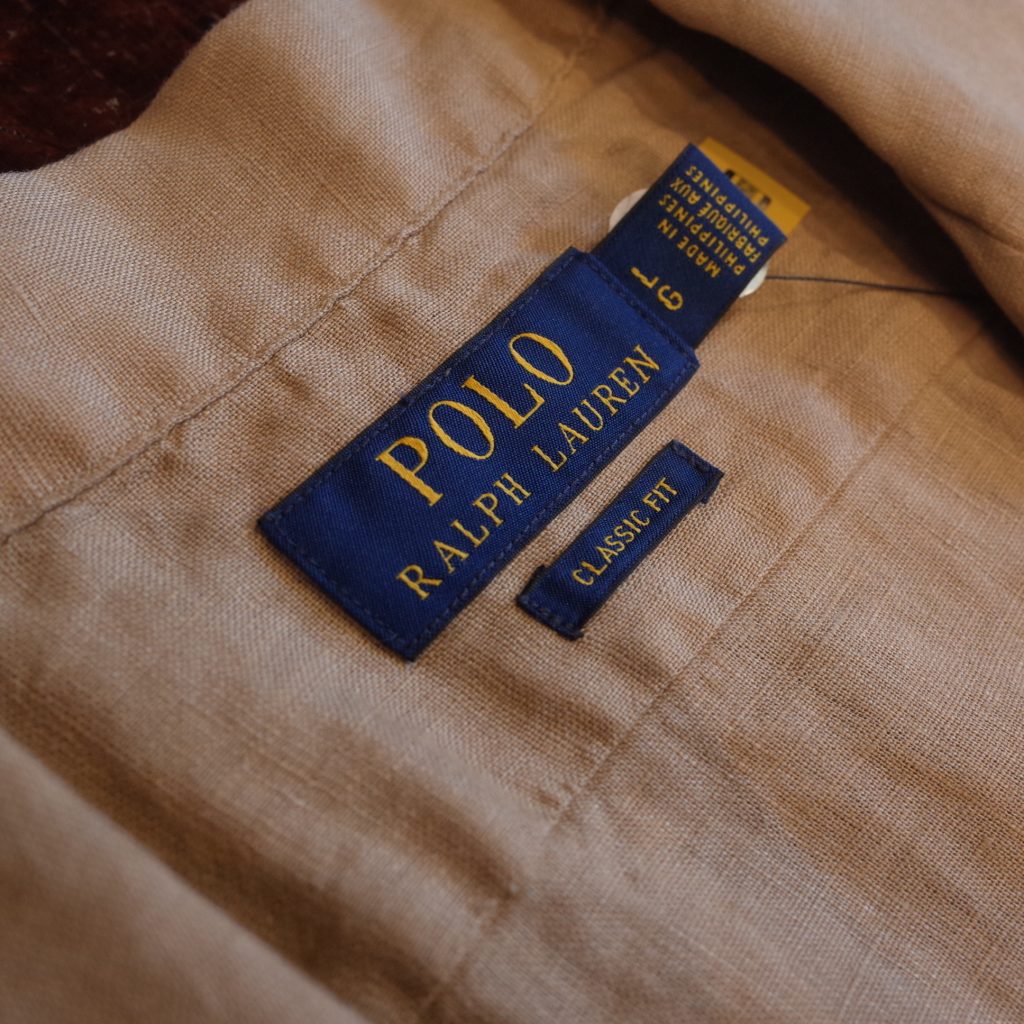 POLO
RALPH LAUREN
CLASSIC FIT
G L
MADE IN
PHILIPPINES
FABRIQUÉ AUX
PHILIPPINES